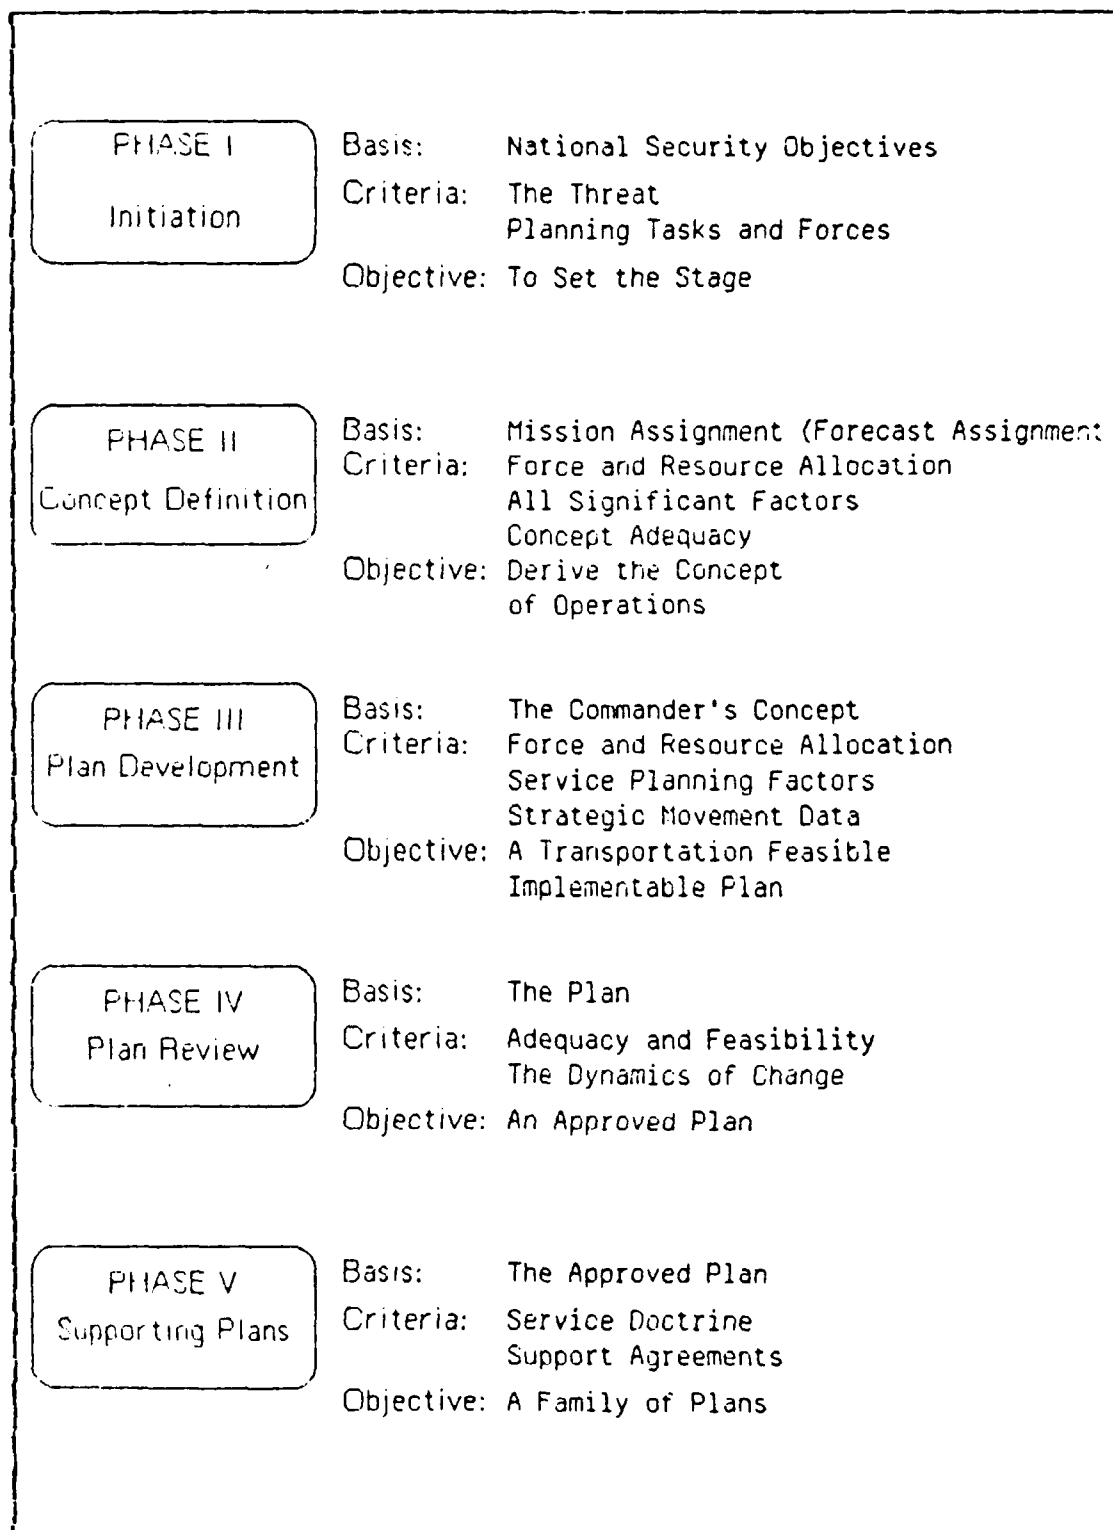 PHASE I
Initiation
Basis: National Security Objectives
Criteria: The Threat
Planning Tasks and Forces
Objective: To Set the Stage
PHASE II
Concept Definition
Basis: Mission Assignment (Forecast Assignment
Criteria: Force and Resource Allocation
All Significant Factors
Concept Adequacy
Objective: Derive the Concept
of Operations
PHASE III
Plan Development
Basis: The Commander's Concept
Criteria: Force and Resource Allocation
Service Planning Factors
Strategic Movement Data
Objective: A Transportation Feasible
Implementable Plan
PHASE IV
Plan Review
Basis: The Plan
Criteria: Adequacy and Feasibility
The Dynamics of Change
Objective: An Approved Plan
PHASE V
Supporting Plans
Basis: The Approved Plan
Criteria: Service Doctrine
Support Agreements
Objective: A Family of Plans